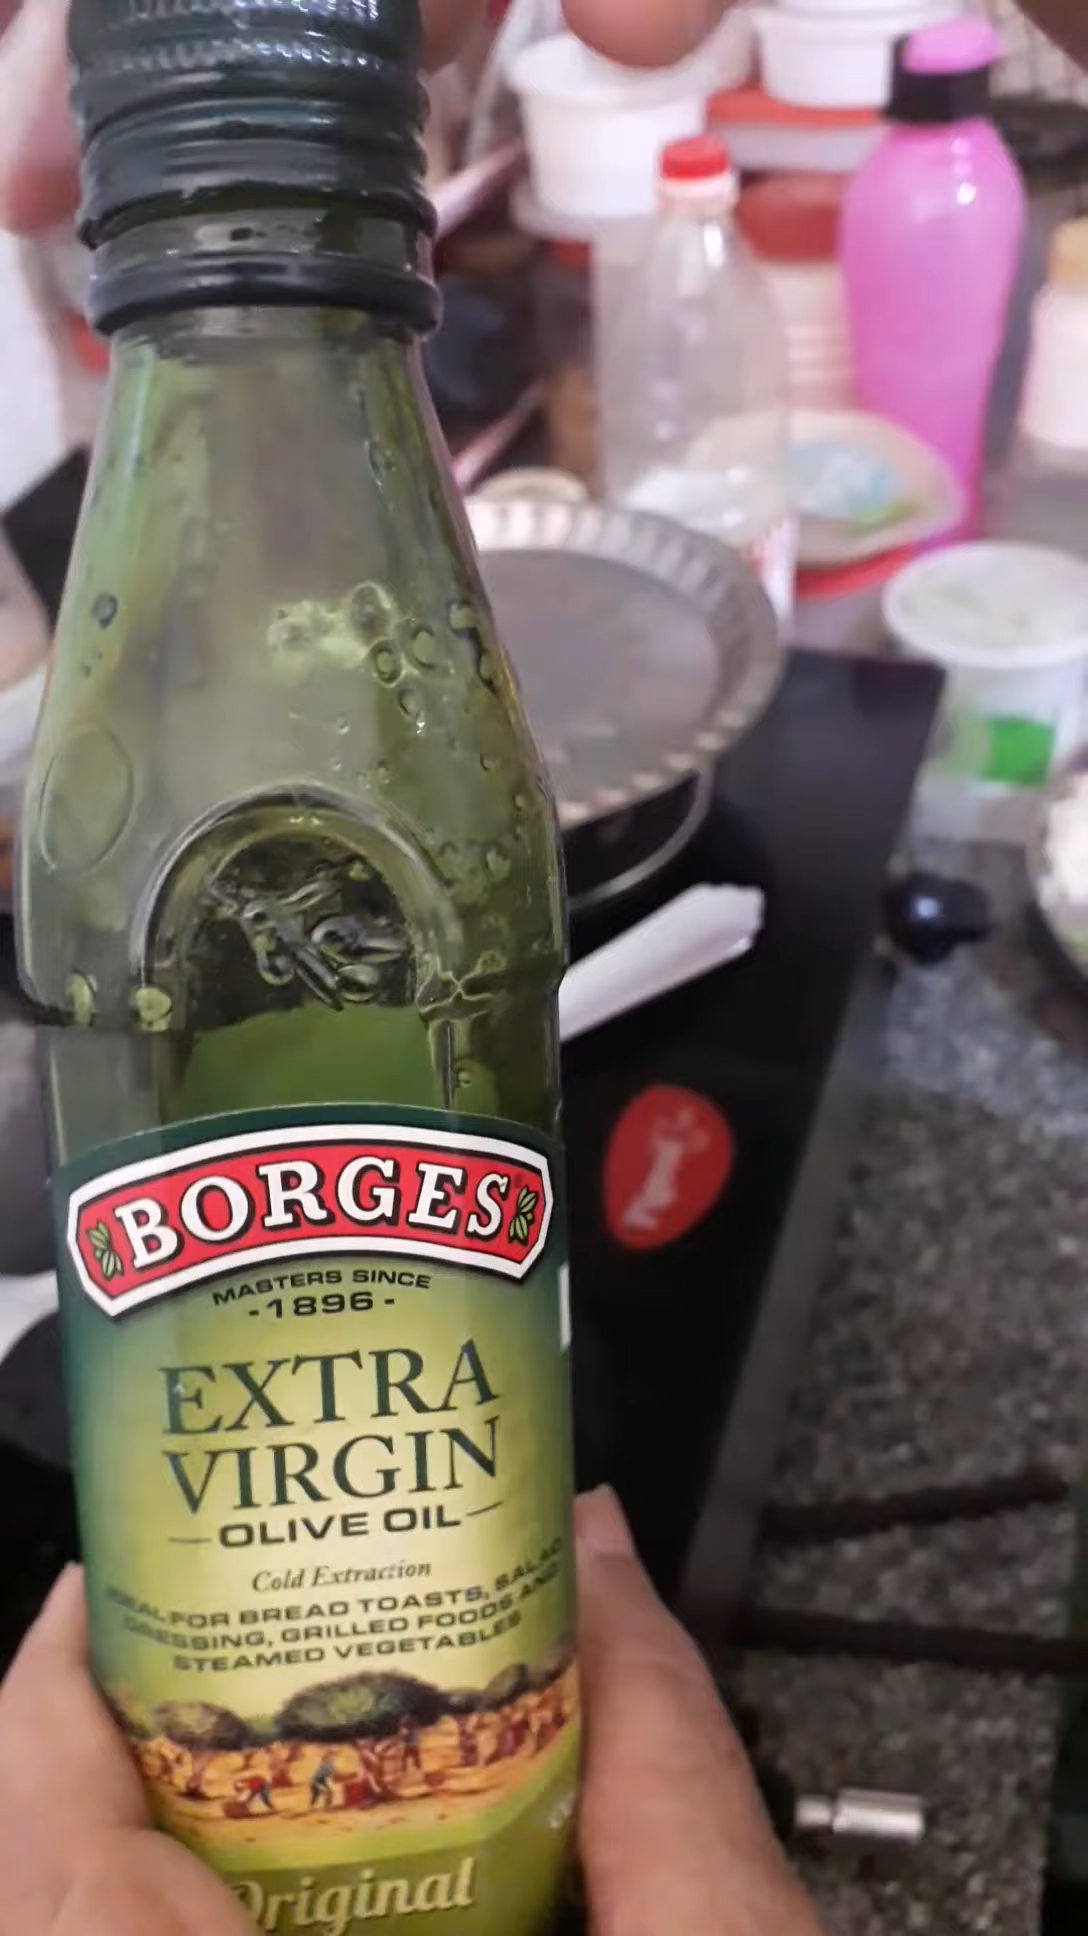 BORGES
MASTERS SINCE
-1896-
EXTRA
VIRGIN
OLIVE OIL
Cold Extraction
IDEAL FOR BREAD TOASTS, SALAD
DRESSING, GRILLED FOODS AND
STEAMED VEGETABLES
Original